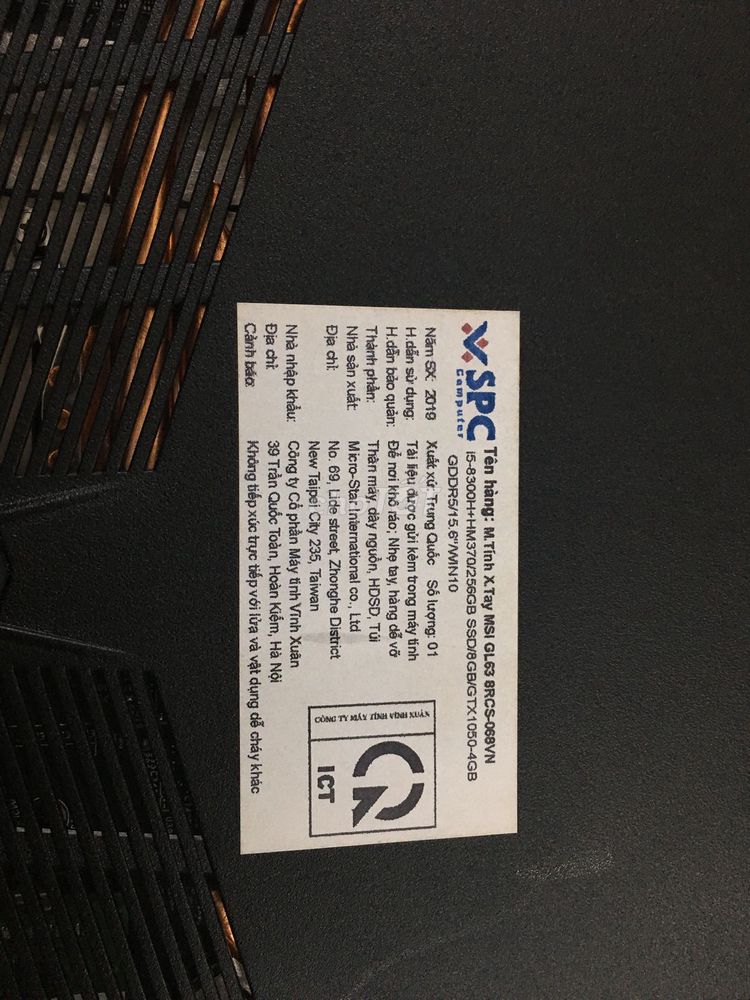 SPC
Computer
Tên hàng: M.Tính X.Tay MSI GL63 8RCS-068VN
i5-8300H+HM370/256GB SSD/8GB/GTX1050-4GB
GDDR5/15.6"/WIN10
Năm SX: 2019 Xuất xứ: Trung Quốc Số lượng: 01
H.dẫn sử dụng: Tài liệu được gửi kèm trong máy tính
H.dẫn bảo quản: Để nơi khô ráo; Nhẹ tay, hàng dễ vỡ
Thành phần: Thân máy, dây nguồn, HDSD, Túi
Nhà sản xuất: Micro-Star International co., Ltd
Địa chỉ: No. 69, Lide street, Zhonghe District
New Taipei City 235, Taiwan
Nhà nhập khẩu: Công ty Cổ phần Máy tính Vĩnh Xuân
Địa chỉ: 39 Trần Quốc Toản, Hoàn Kiếm, Hà Nội
Cảnh báo: Không tiếp xúc trực tiếp với lửa và vật dụng dễ cháy khác
CÔNG TY MÁY TÍNH VĨNH XUÂN
ICT